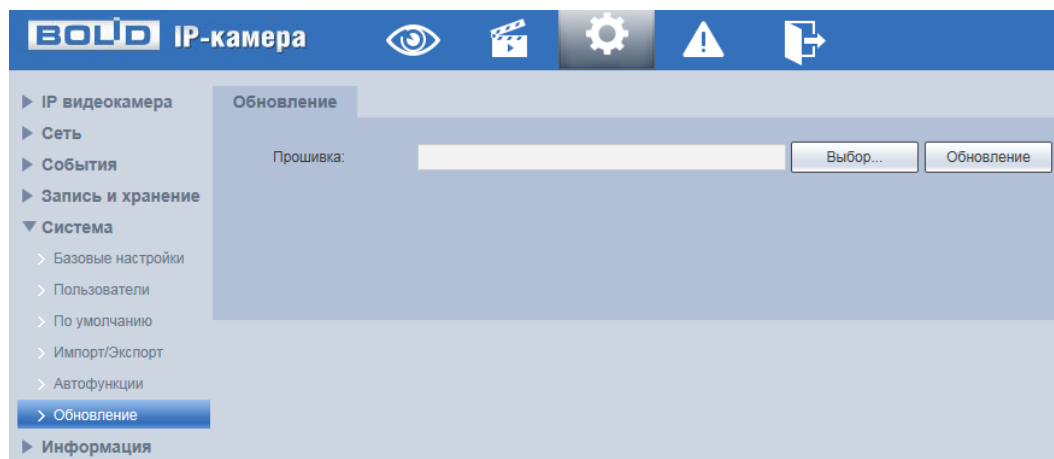 BOLID IP-камера
IP видеокамера
Сеть
События
Запись и хранение
Система
Базовые настройки
Пользователи
По умолчанию
Импорт/Экспорт
Автофункции
Обновление
Информация
Обновление
Прошивка:
Выбор...
Обновление